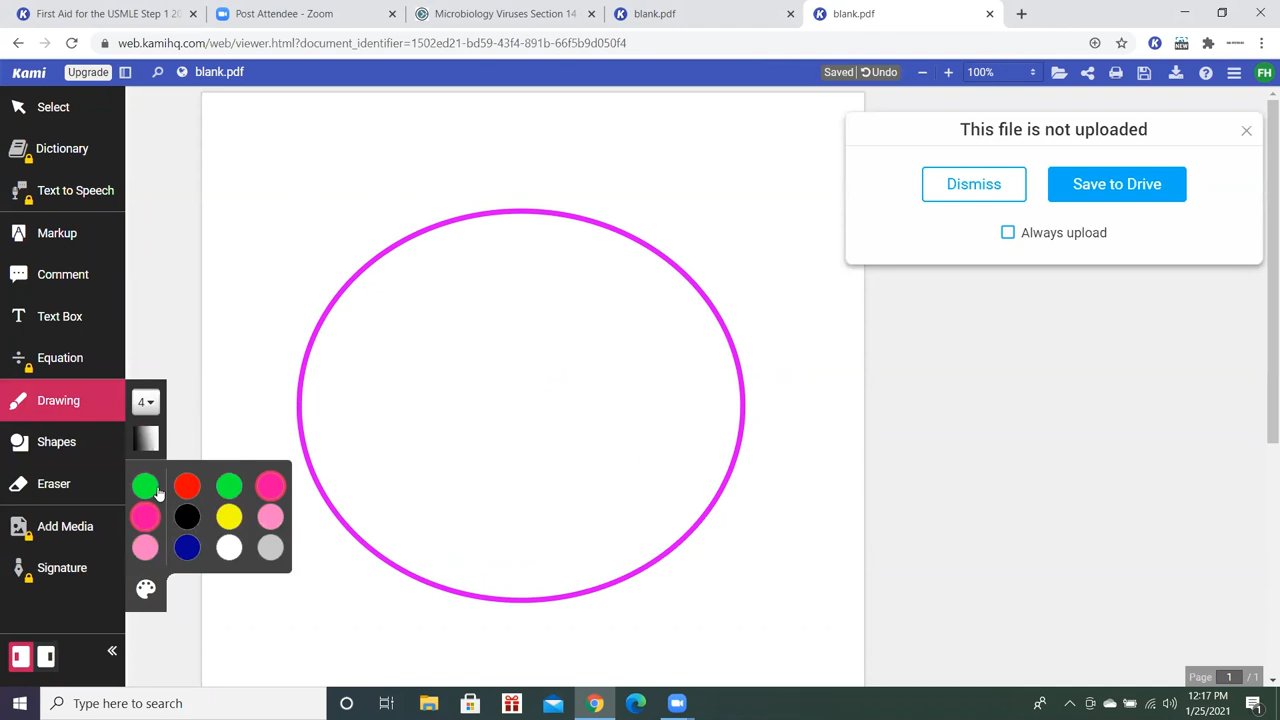 First Aid for the USMLE Step 1 20
Post Attendee - Zoom
Microbiology Viruses Section 14
blank.pdf
blank.pdf
web.kamihq.com/web/viewer.html?document_identifier=1502ed21-bd59-43f4-891b-66f5b9d050f4
NEW
Kami
Upgrade
blank.pdf
Saved
Undo
100%
FH
Select
Dictionary
Text to Speech
Markup
Comment
Text Box
Equation
Drawing
Shapes
Eraser
Add Media
Signature
4
This file is not uploaded
Dismiss
Save to Drive
Always upload
Page 1 / 1
Type here to search
12:17 PM
1/25/2021
1